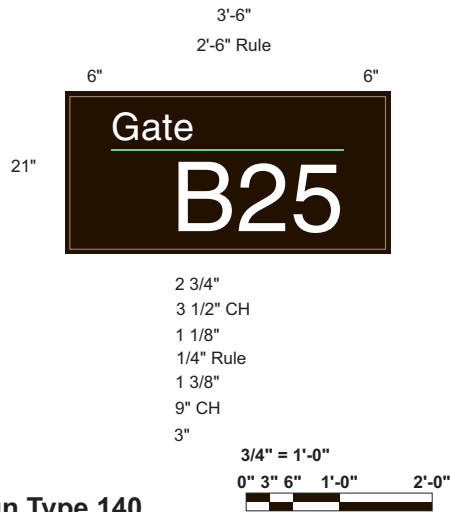 3'-6"
2'-6" Rule
6" 6"
Gate
21"
B25
2 3/4"
3 1/2" CH
1 1/8"
1/4" Rule
1 3/8"
9" CH
3"
3/4" = 1'-0"
0" 3" 6" 1'-0" 2'-0"
Type 140